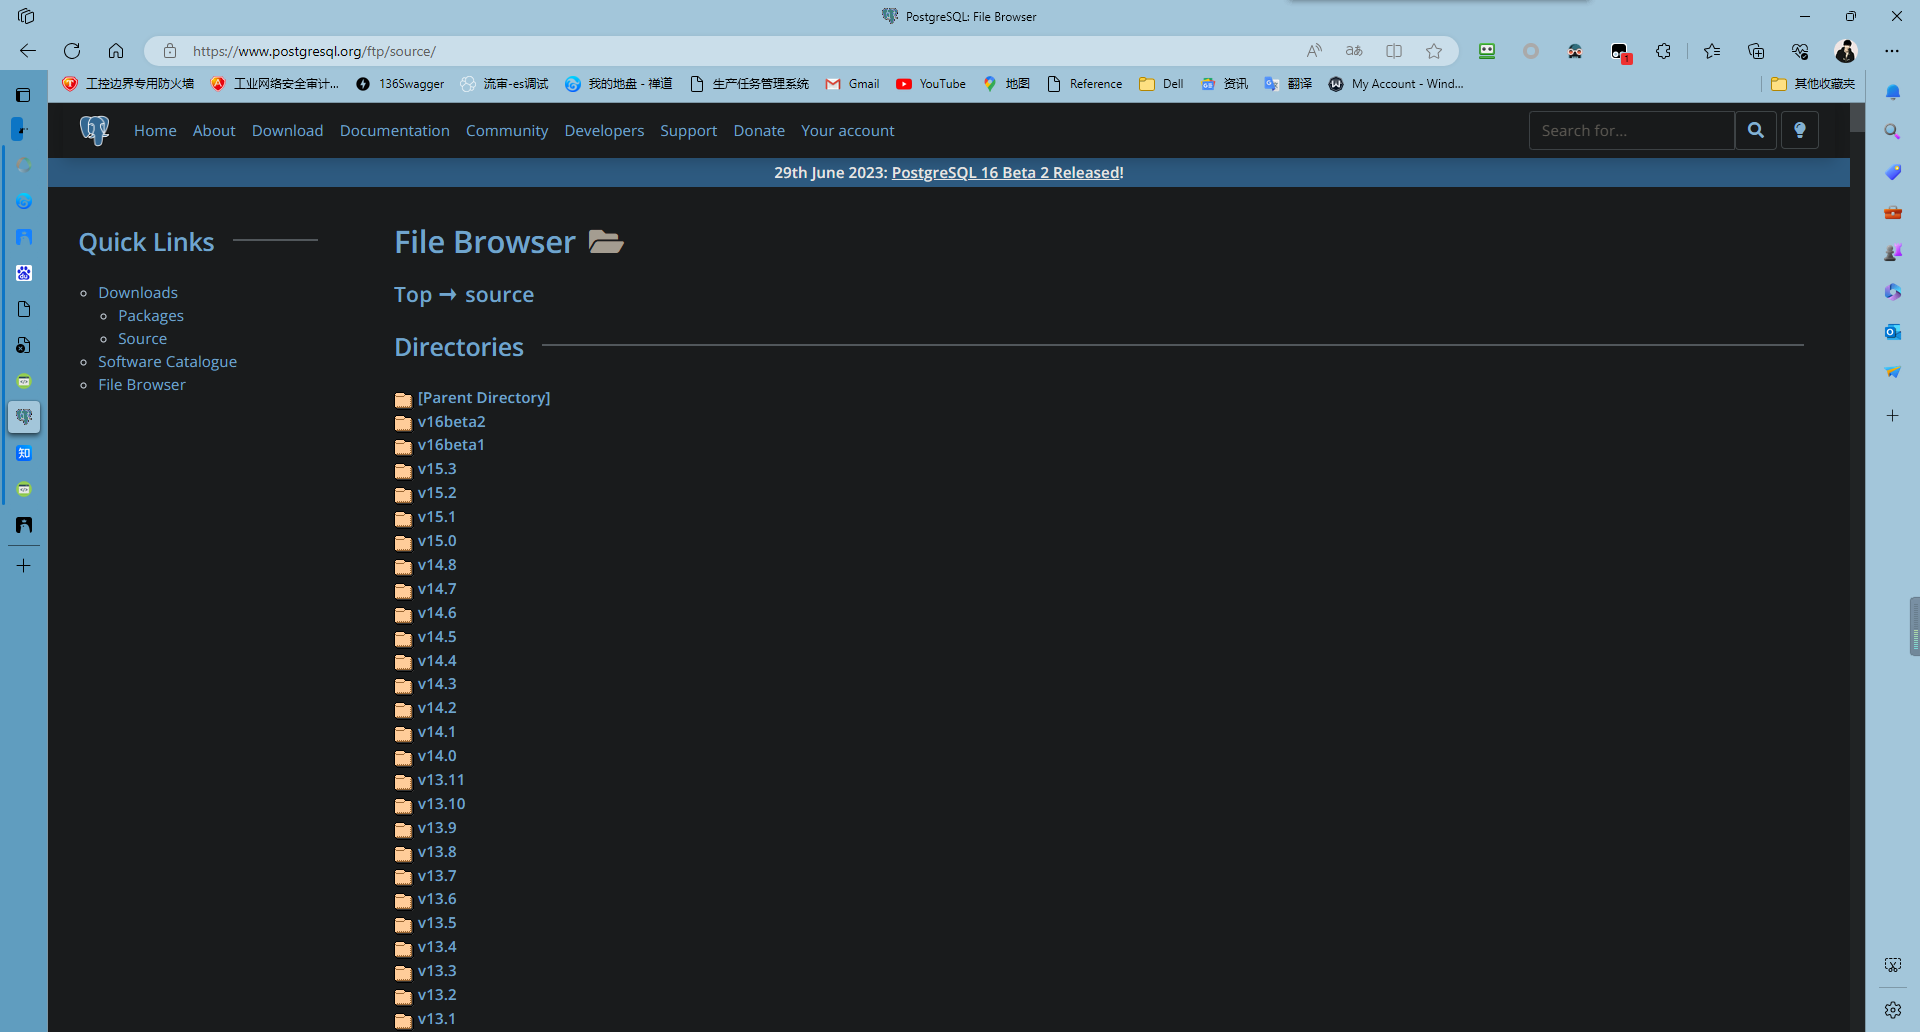 PostgreSQL: File Browser
https://www.postgresql.org/ftp/source/
工控边界专用防火墙 工业网络安全审计... 136Swagger 流审-es调试 我的地盘 - 禅道 生产任务管理系统 Gmail YouTube 地图 Reference Dell 资讯 翻译 My Account - Wind... 其他收藏夹
Home About Download Documentation Community Developers Support Donate Your account Search for...
29th June 2023: PostgreSQL 16 Beta 2 Released!
Quick Links
Downloads
Packages
Source
Software Catalogue
File Browser
File Browser
Top → source
Directories
[Parent Directory]
v16beta2
v16beta1
v15.3
v15.2
v15.1
v15.0
v14.8
v14.7
v14.6
v14.5
v14.4
v14.3
v14.2
v14.1
v14.0
v13.11
v13.10
v13.9
v13.8
v13.7
v13.6
v13.5
v13.4
v13.3
v13.2
v13.1